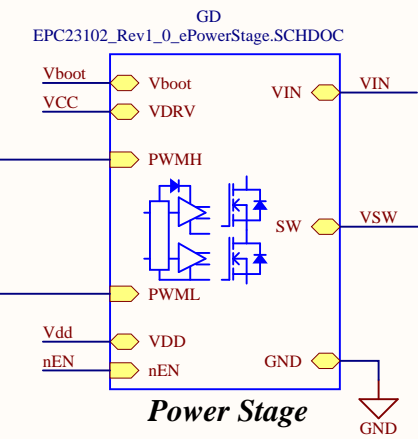 GD
EPC23102_Rev1_0_ePowerStage.SCHDOC
Vboot
Vboot
VIN
VIN
VCC
VDRV
PWMH
SW
VSW
PWML
Vdd
VDD
nEN
nEN
GND
Power Stage
GND